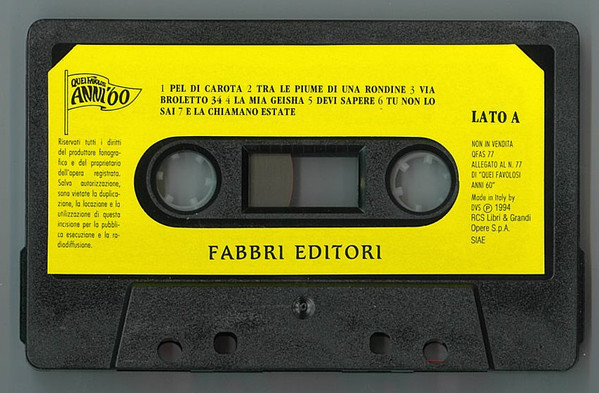 QUEI FAVOLOSI
ANNI '60
1 PEL DI CAROTA 2 TRA LE PIUME DI UNA RONDINE 3 VIA
BROLETTO 34 4 LA MIA GEISHA 5 DEVI SAPERE 6 TU NON LO
SAI 7 E LA CHIAMANO ESTATE
LATO A
Riservati tutti i diritti
del produttore fonogra-
fico e del proprietario
dell'opera registrata.
Salvo autorizzazione,
sono vietate la duplica-
zione, la locazione e la
utilizzazione di questa
incisione per la pubbli-
ca esecuzione e la ra-
diodiffusione.
NON IN VENDITA
QFAS 77
ALLEGATO AL N. 77
DI "QUEI FAVOLOSI
ANNI 60"
Made in Italy by
DVS ℗ 1994
RCS Libri & Grandi
Opere S.p.A.
SIAE
FABBRI EDITORI